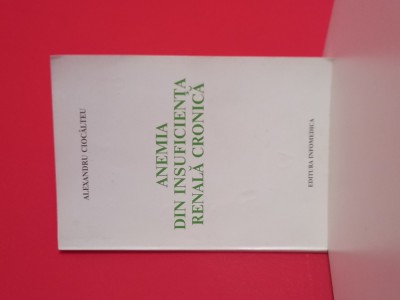 ALEXANDRU CIOCÂLTEU
ANEMIA
DIN INSUFICIENȚA
RENALĂ CRONICĂ
EDITURA INFOMEDICA